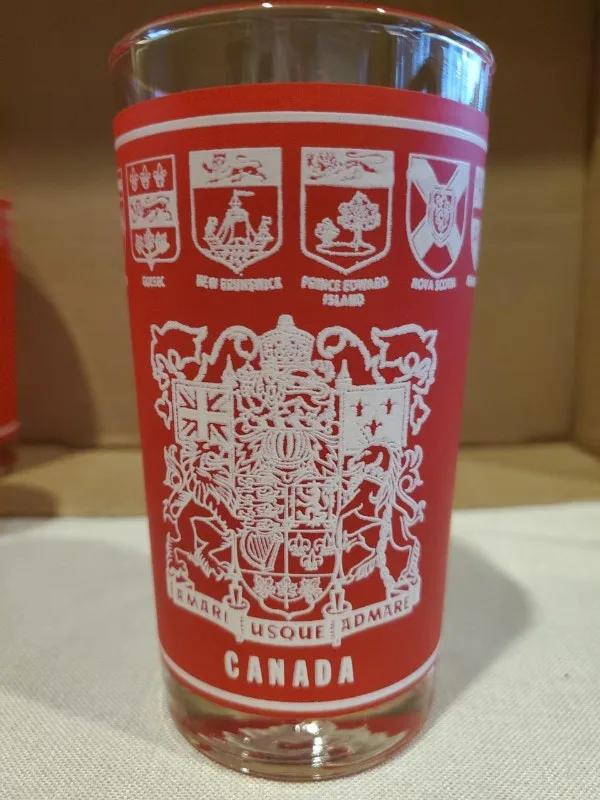 QUEBEC
NEW BRUNSWICK
PRINCE EDWARD
ISLAND
NOVA SCOTIA
A MARI USQUE AD MARE
CANADA